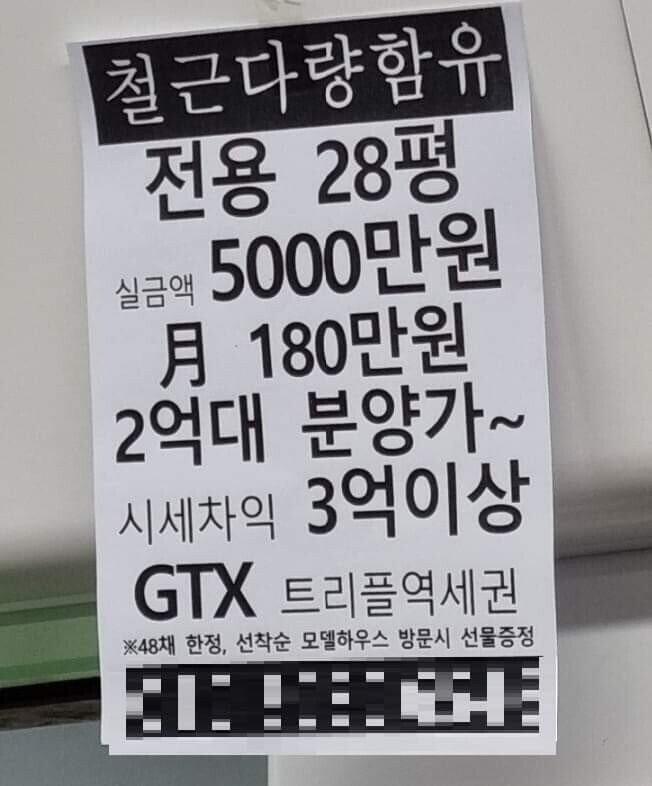 철근다량함유
전용 28평
실금액 5000만원
月 180만원
2억대 분양가~
시세차익 3억이상
GTX 트리플역세권
※48채 한정, 선착순 모델하우스 방문시 선물증정